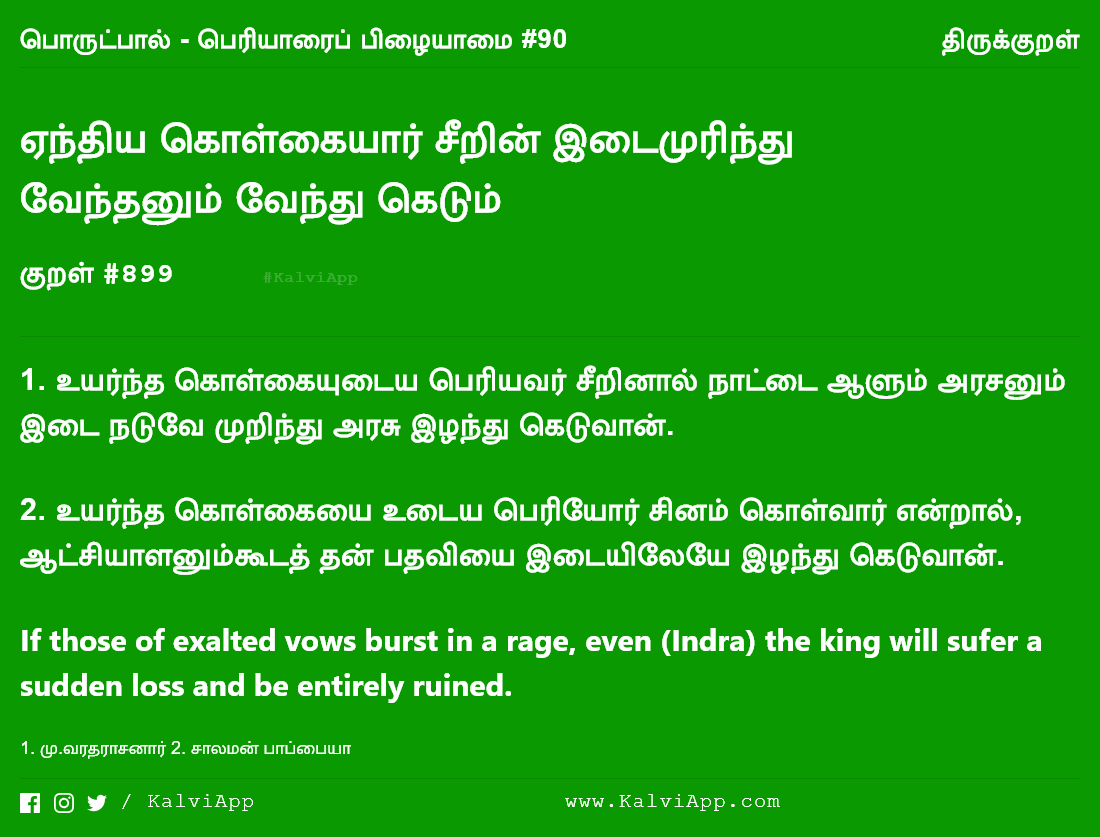 பொருட்பால் - பெரியாரைப் பிழையாமை #90 திருக்குறள்
ஏந்திய கொள்கையார் சீறின் இடைமுரிந்து
வேந்தனும் வேந்து கெடும்
குறள் #899 #KalviApp
1. உயர்ந்த கொள்கையுடைய பெரியவர் சீறினால் நாட்டை ஆளும் அரசனும்
இடை நடுவே முறிந்து அரசு இழந்து கெடுவான்.
2. உயர்ந்த கொள்கையை உடைய பெரியோர் சினம் கொள்வார் என்றால்,
ஆட்சியாளனும்கூடத் தன் பதவியை இடையிலேயே இழந்து கெடுவான்.
If those of exalted vows burst in a rage, even (Indra) the king will sufer a
sudden loss and be entirely ruined.
1. மு.வரதராசனார் 2. சாலமன் பாப்பையா
/ KalviApp www.KalviApp.com